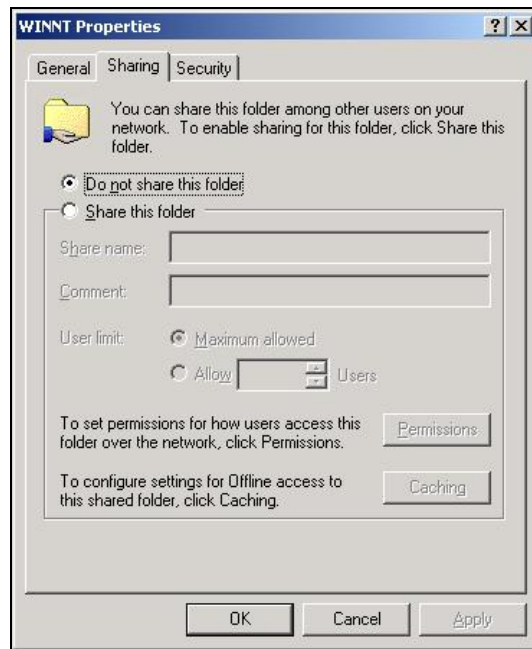 WINNT Properties
General Sharing Security
You can share this folder among other users on your
network. To enable sharing for this folder, click Share this
folder.
Do not share this folder
Share this folder
Share name:
Comment:
User limit: Maximum allowed
Allow Users
To set permissions for how users access this
folder over the network, click Permissions.
Permissions
To configure settings for Offline access to
this shared folder, click Caching.
Caching
OK Cancel Apply